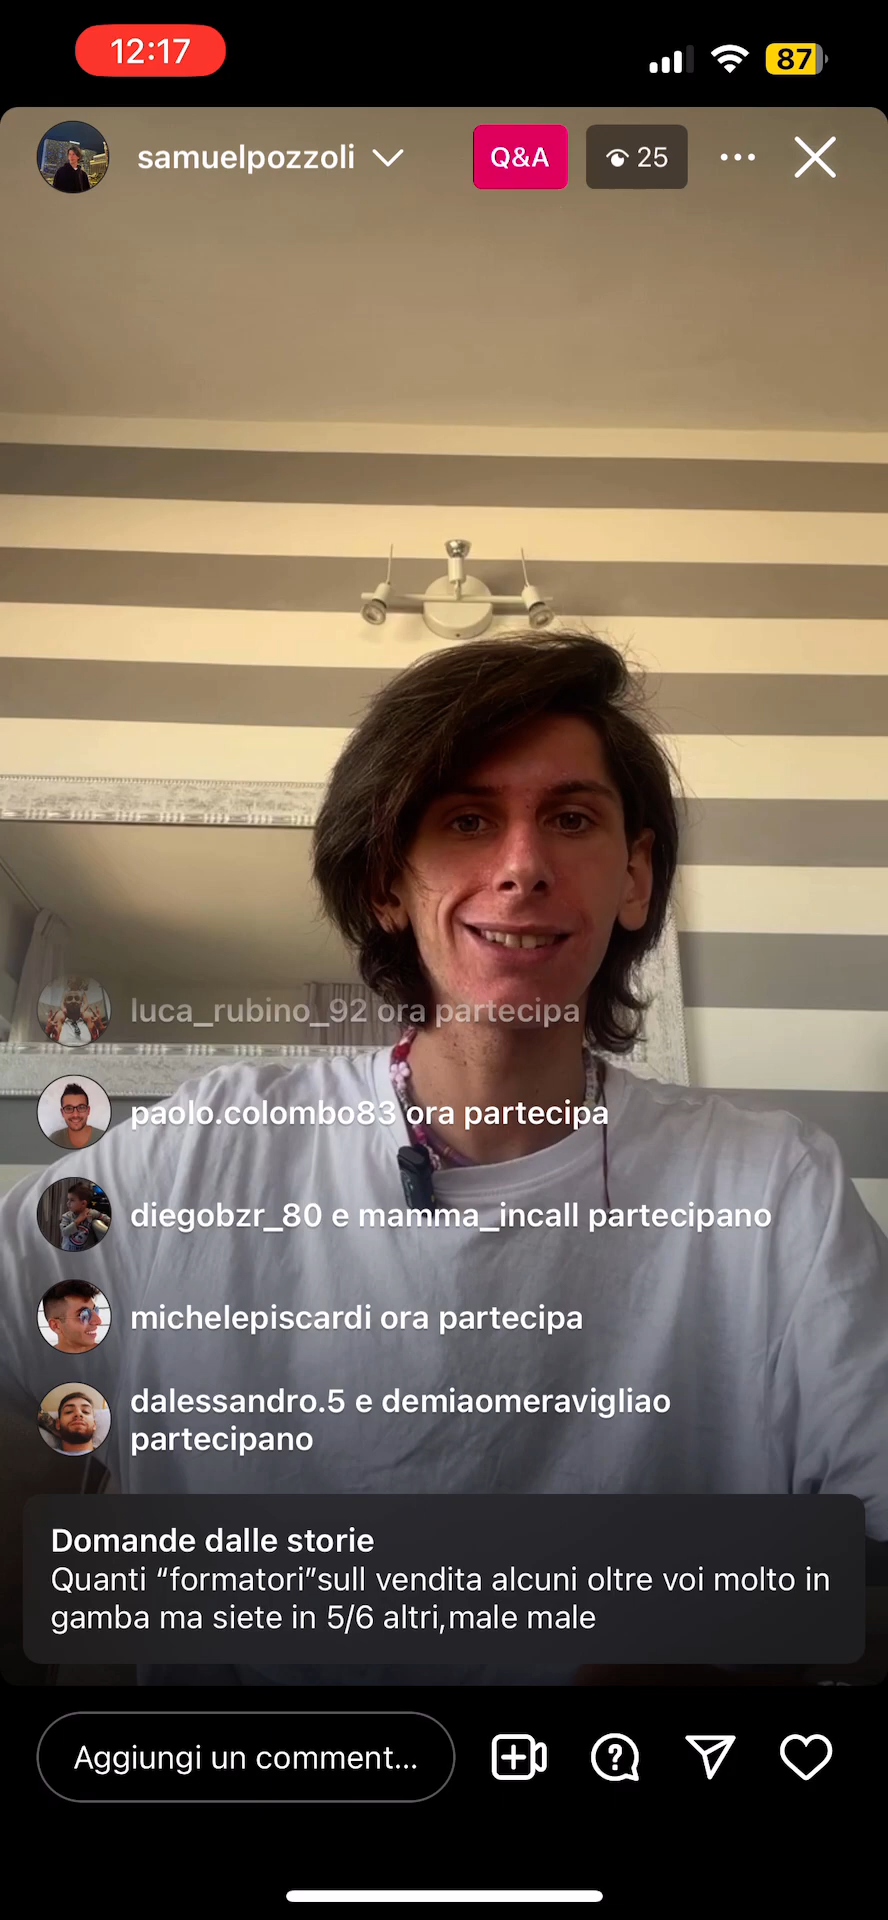 12:17
87
samuelpozzoli
Q&A
25
luca_rubino_92 ora partecipa
paolo.colombo83 ora partecipa
diegobzr_80 e mamma_incall partecipano
michelepiscardi ora partecipa
dalessandro.5 e demiaomeravigliao
partecipano
Domande dalle storie
Quanti “formatori”sull vendita alcuni oltre voi molto in
gamba ma siete in 5/6 altri,male male
Aggiungi un comment...